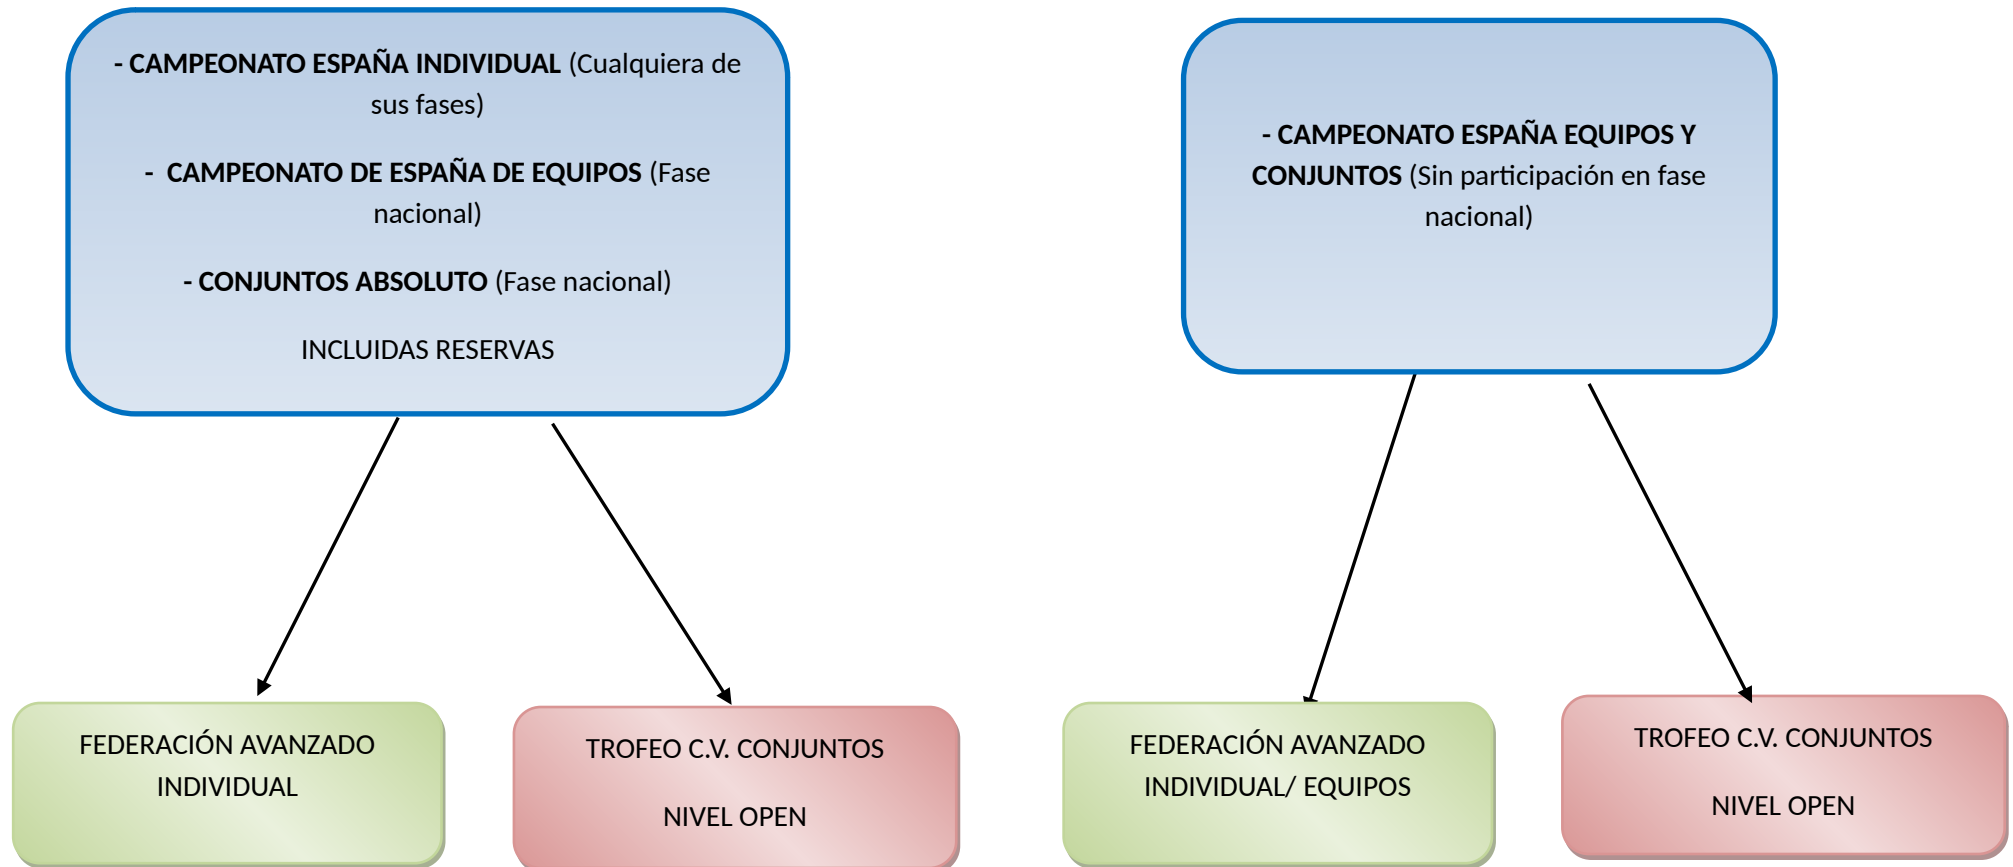 - CAMPEONATO ESPAÑA INDIVIDUAL (Cualquiera de
sus fases)
- CAMPEONATO DE ESPAÑA DE EQUIPOS (Fase
nacional)
- CONJUNTOS ABSOLUTO (Fase nacional)
INCLUIDAS RESERVAS
- CAMPEONATO ESPAÑA EQUIPOS Y
CONJUNTOS (Sin participación en fase
nacional)
FEDERACIÓN AVANZADO
INDIVIDUAL
TROFEO C.V. CONJUNTOS
NIVEL OPEN
FEDERACIÓN AVANZADO
INDIVIDUAL/ EQUIPOS
TROFEO C.V. CONJUNTOS
NIVEL OPEN